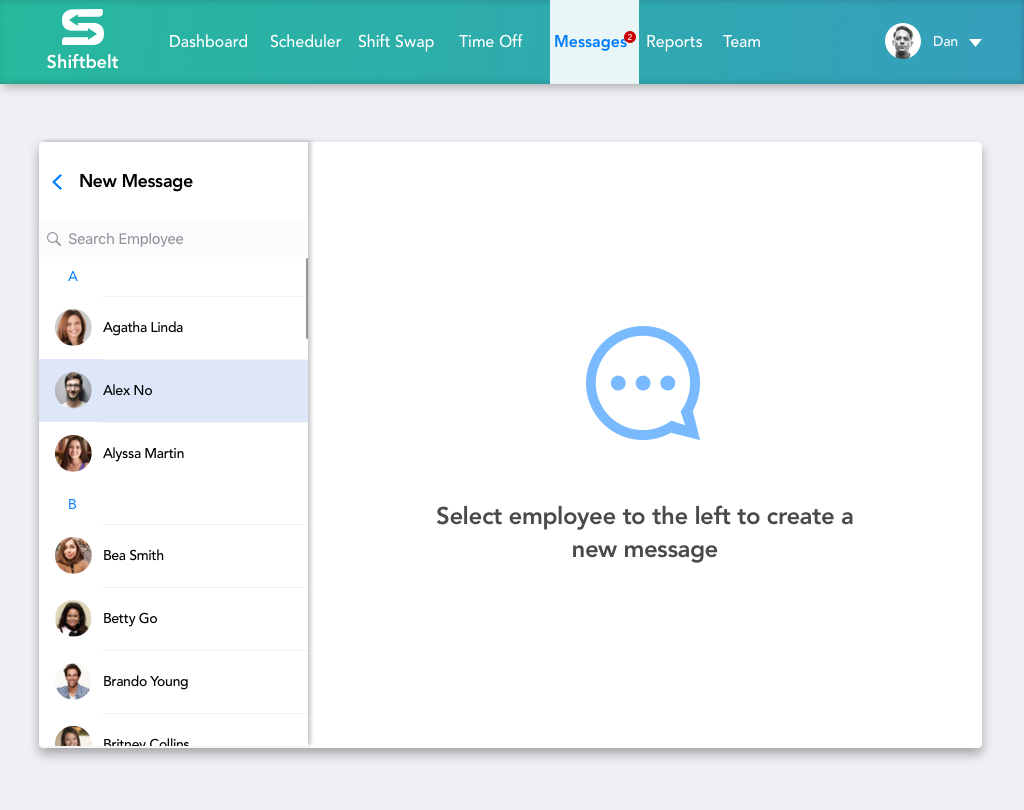 Shiftbelt
Dashboard Scheduler Shift Swap Time Off Messages 2 Reports Team Dan
New Message
Search Employee
A
Agatha Linda
Alex No
Alyssa Martin
B
Bea Smith
Betty Go
Brando Young
Britney Collins
Select employee to the left to create a
new message